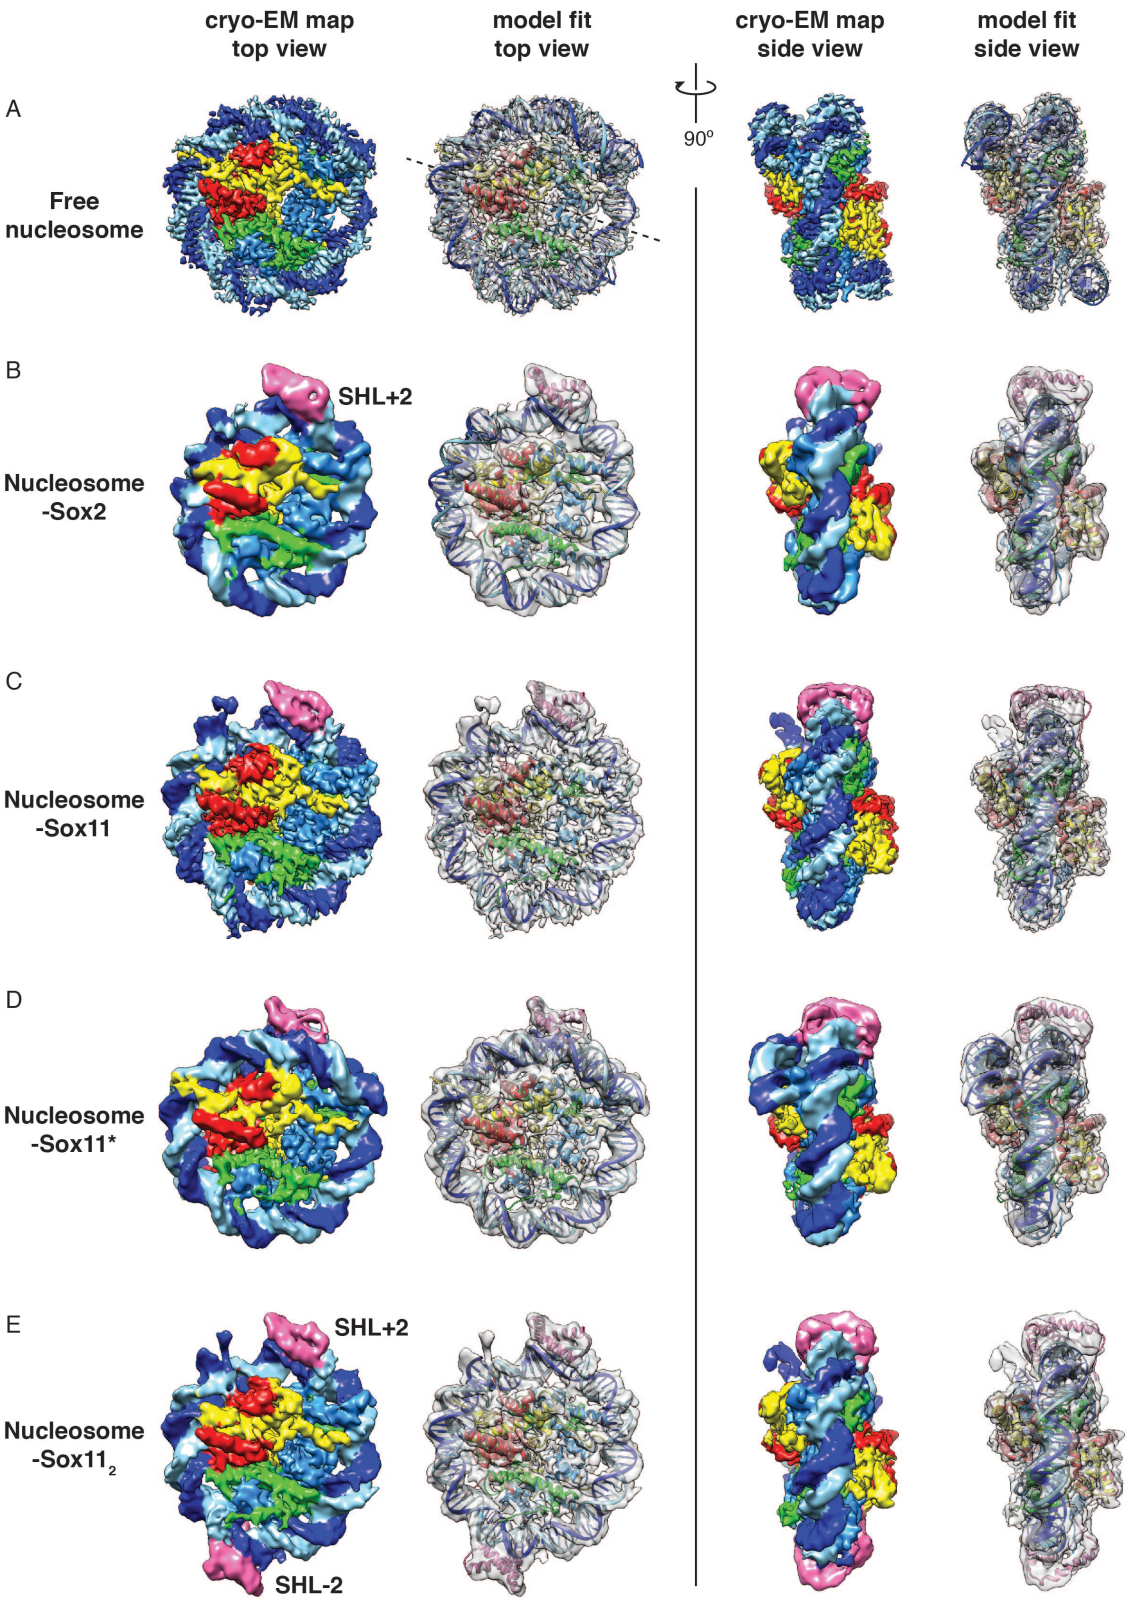 cryo-EM map
top view
model fit
top view
cryo-EM map
side view
model fit
side view
90º
A
Free
nucleosome
B
SHL+2
Nucleosome
-Sox2
C
Nucleosome
-Sox11
D
Nucleosome
-Sox11*
E
SHL+2
Nucleosome
-Sox11₂
SHL-2